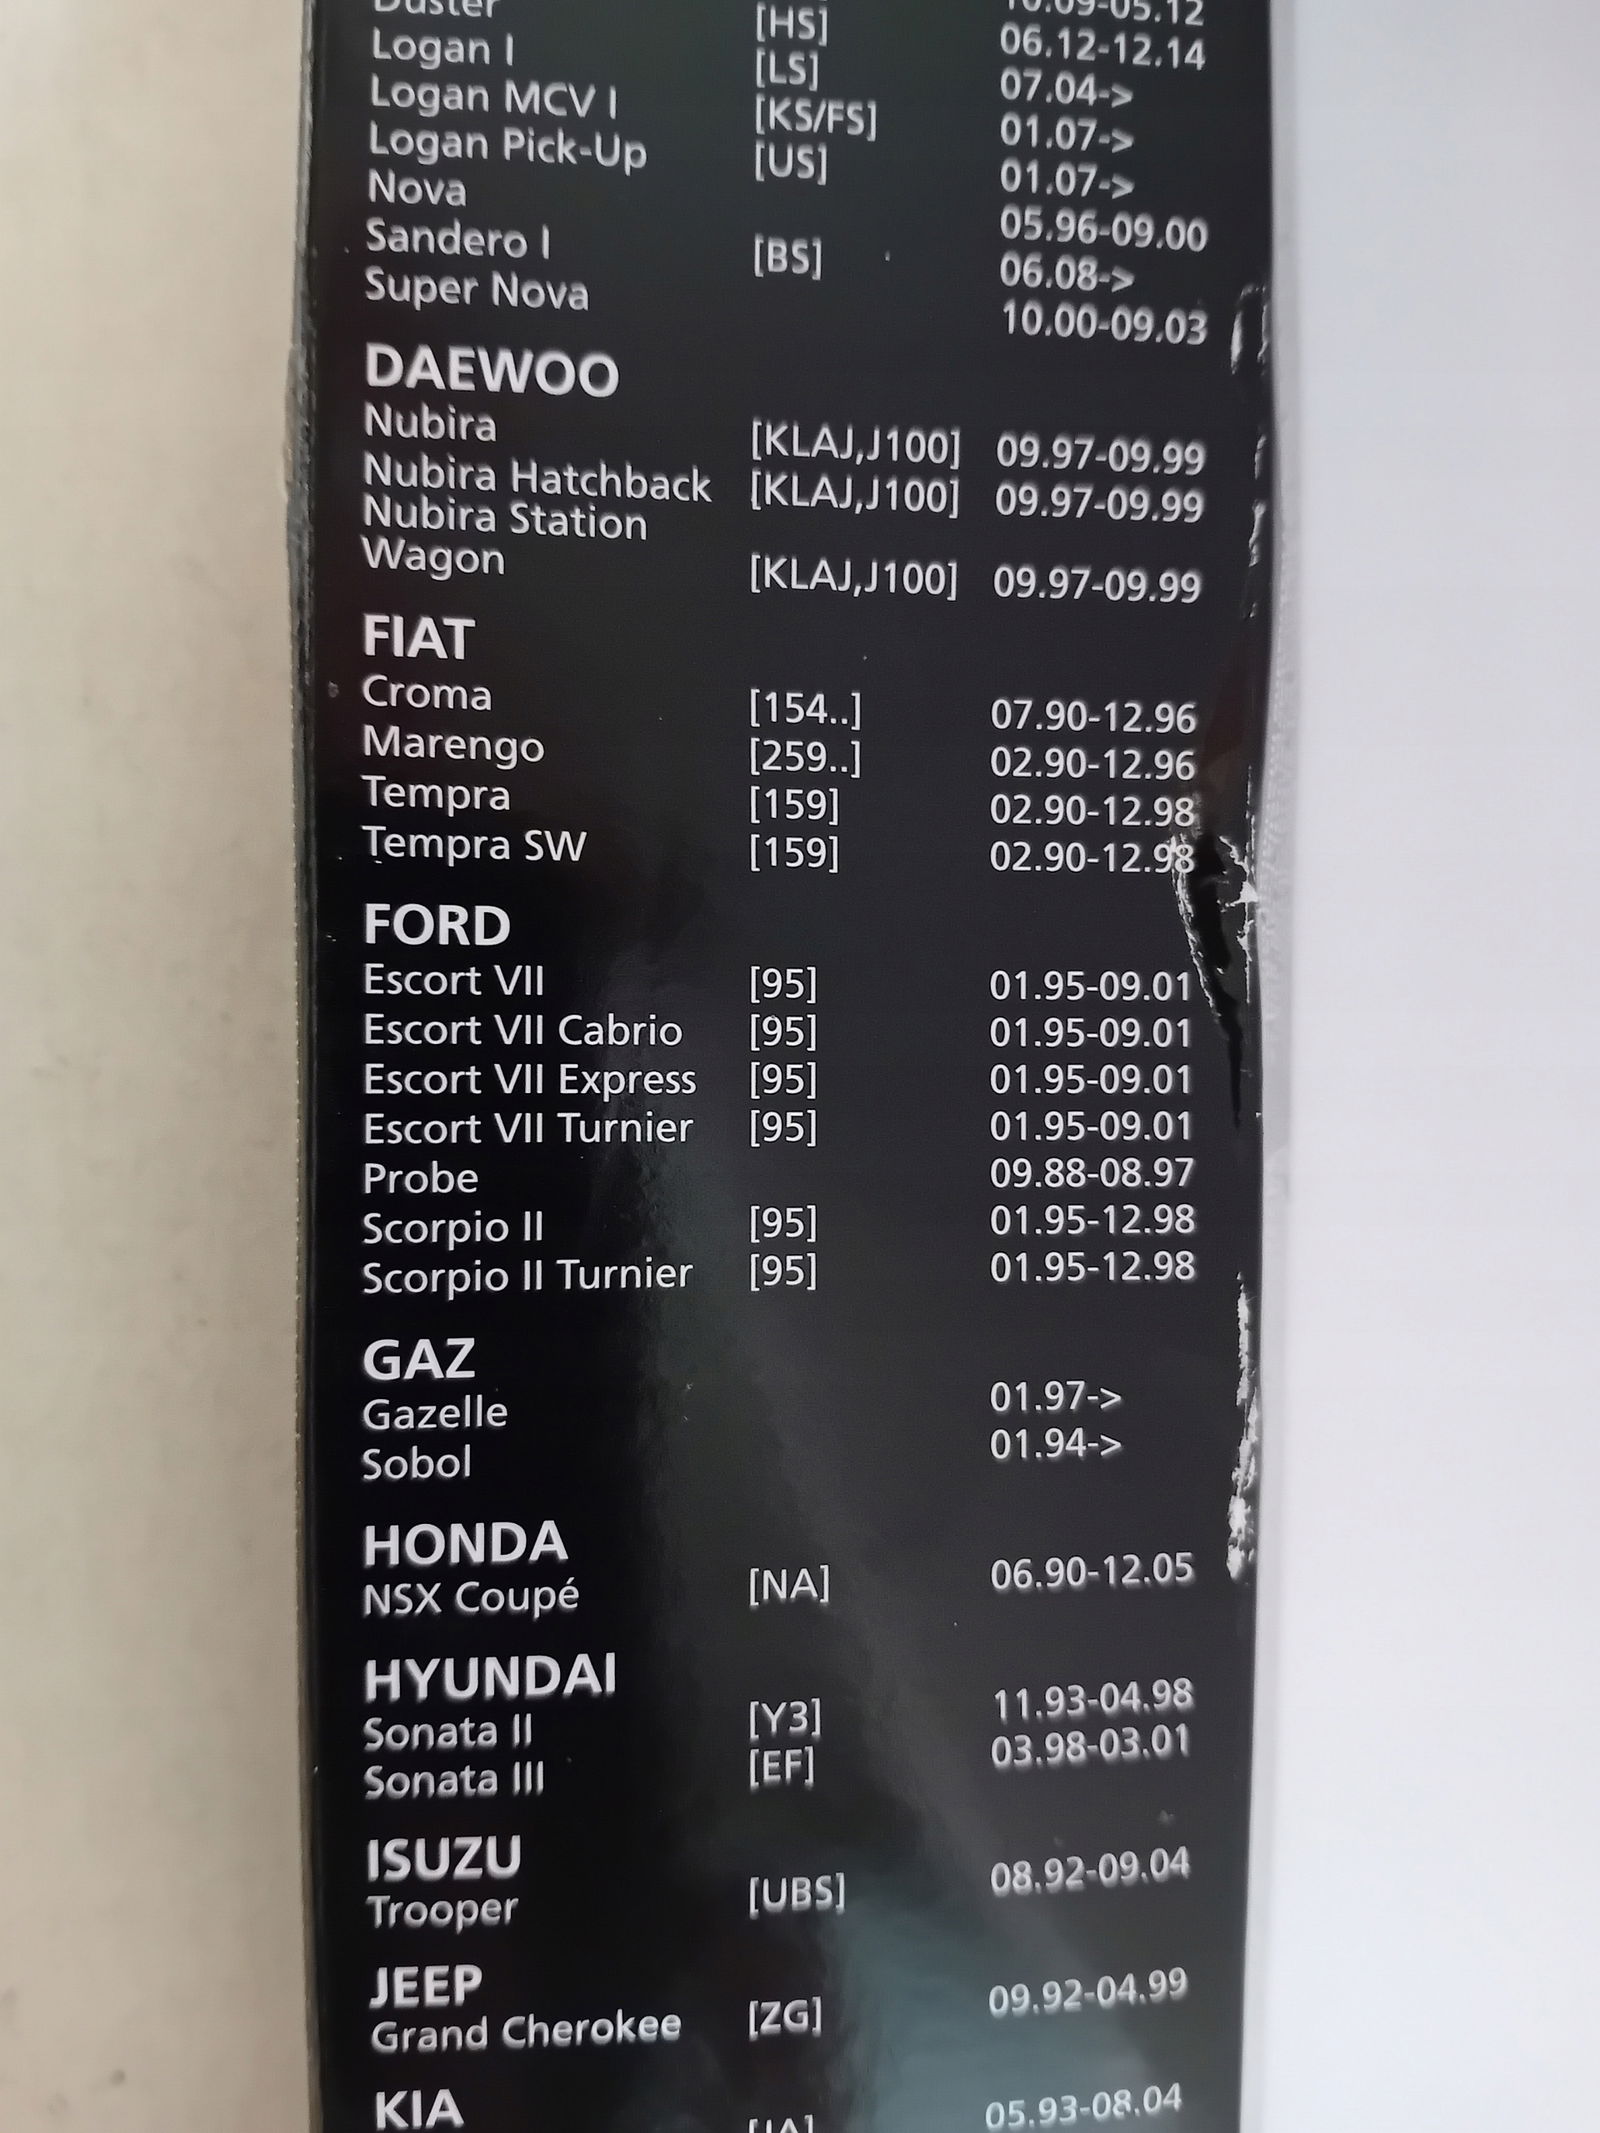 10.09-05.12
Duster [HS] 06.12-12.14
Logan I [LS] 07.04->
Logan MCV I [KS/FS] 01.07->
Logan Pick-Up [US] 01.07->
Nova 05.96-09.00
Sandero I [BS] 06.08->
Super Nova 10.00-09.03
DAEWOO
Nubira [KLAJ,J100] 09.97-09.99
Nubira Hatchback [KLAJ,J100] 09.97-09.99
Nubira Station
Wagon [KLAJ,J100] 09.97-09.99
FIAT
Croma [154..] 07.90-12.96
Marengo [259..] 02.90-12.96
Tempra [159] 02.90-12.98
Tempra SW [159] 02.90-12.98
FORD
Escort VII [95] 01.95-09.01
Escort VII Cabrio [95] 01.95-09.01
Escort VII Express [95] 01.95-09.01
Escort VII Turnier [95] 01.95-09.01
Probe 09.88-08.97
Scorpio II [95] 01.95-12.98
Scorpio II Turnier [95] 01.95-12.98
GAZ
Gazelle 01.97->
Sobol 01.94->
HONDA
NSX Coupé [NA] 06.90-12.05
HYUNDAI
Sonata II [Y3] 11.93-04.98
Sonata III [EF] 03.98-03.01
ISUZU
Trooper [UBS] 08.92-09.04
JEEP
Grand Cherokee [ZG] 09.92-04.99
KIA
05.93-08.04